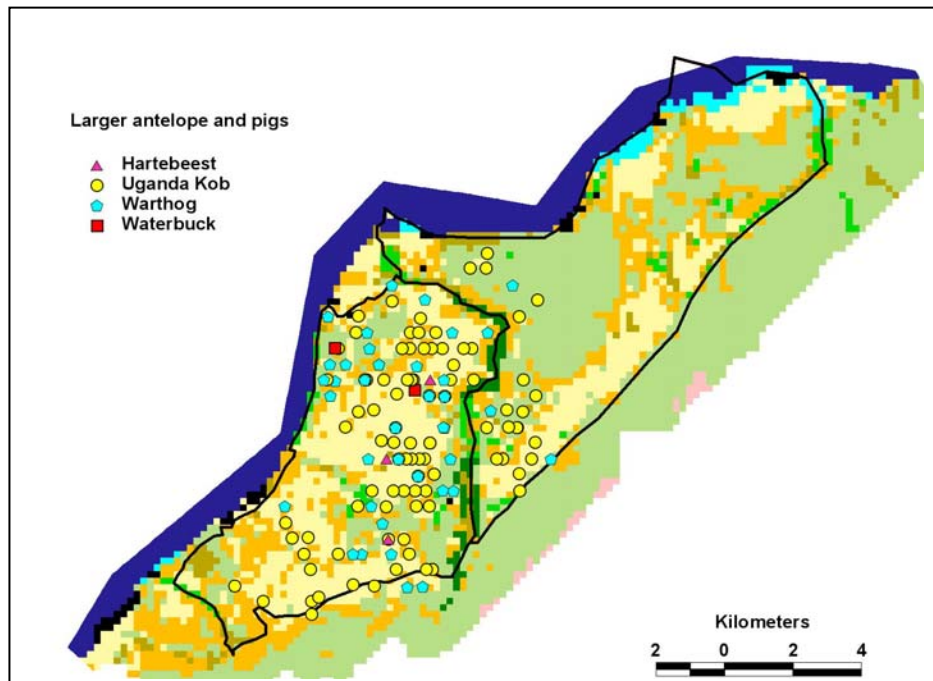 Larger antelope and pigs
Hartebeest
Uganda Kob
Warthog
Waterbuck
Kilometers
2 0 2 4